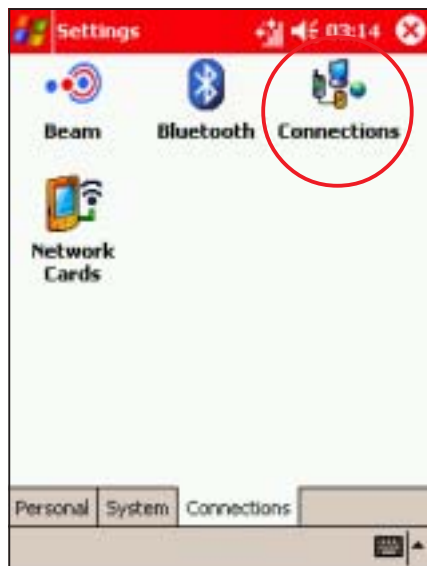 Settings 03:14
Beam Bluetooth Connections
Network
Cards
Personal System Connections